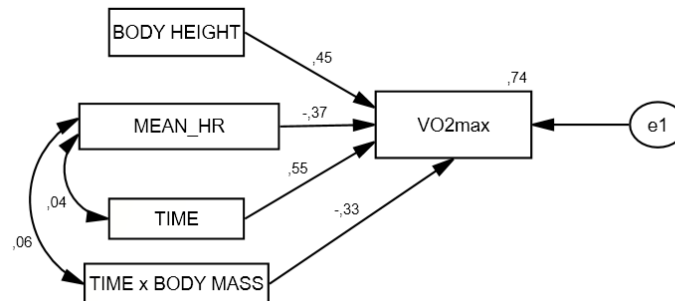 BODY HEIGHT
,45
,74
MEAN_HR
-,37
VO2max
e1
,55
,04
TIME
-,33
,06
TIME x BODY MASS